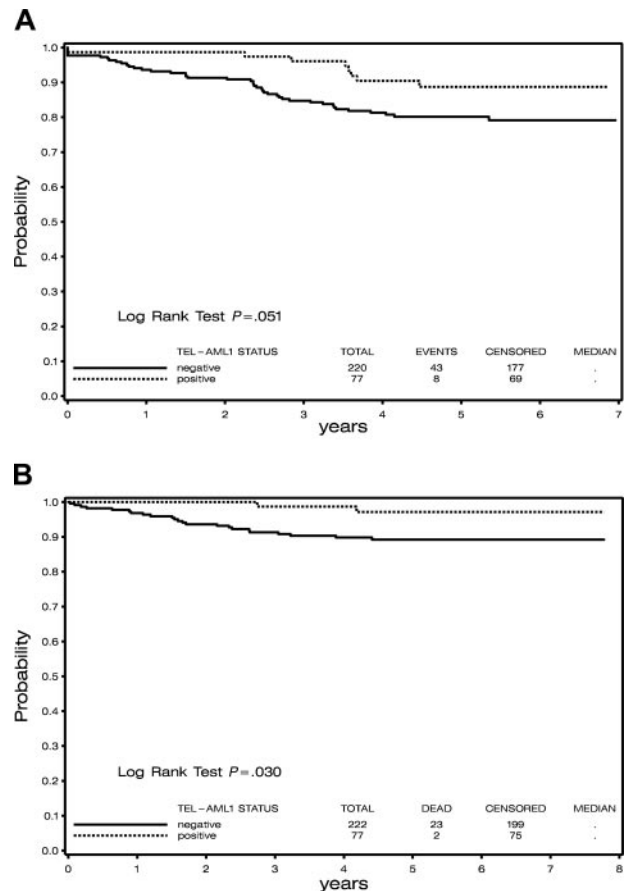 A
1.0
0.9
0.8
0.7
0.6
0.5
0.4
0.3
0.2
0.1
0.0
Probability
Log Rank Test P=.051
TEL-AML1 STATUS TOTAL EVENTS CENSORED MEDIAN
negative 220 43 177 .
positive 77 8 69 .
0 1 2 3 4 5 6 7
years
B
1.0
0.9
0.8
0.7
0.6
0.5
0.4
0.3
0.2
0.1
0.0
Probability
Log Rank Test P=.030
TEL-AML1 STATUS TOTAL DEAD CENSORED MEDIAN
negative 222 23 199 .
positive 77 2 75 .
0 1 2 3 4 5 6 7 8
years